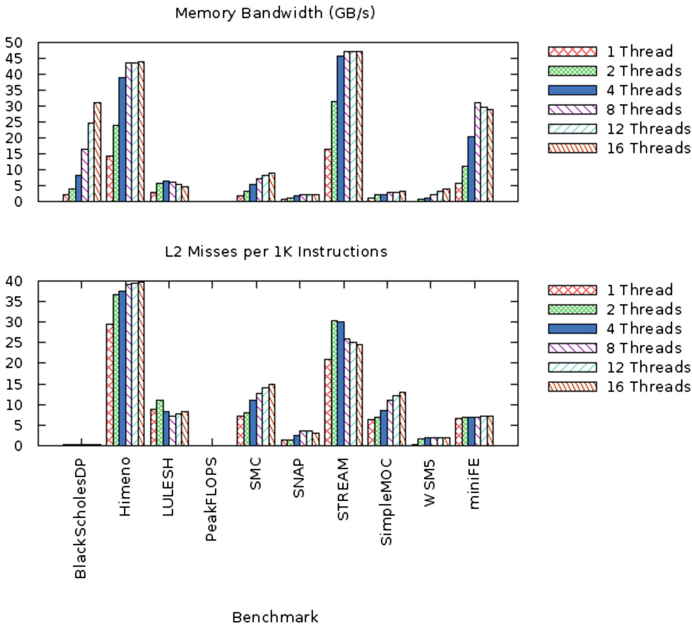 Memory Bandwidth (GB/s)
50
45
40
35
30
25
20
15
10
5
0
1 Thread
2 Threads
4 Threads
8 Threads
12 Threads
16 Threads
L2 Misses per 1K Instructions
40
35
30
25
20
15
10
5
0
1 Thread
2 Threads
4 Threads
8 Threads
12 Threads
16 Threads
BlackScholesDP
Himeno
LULESH
PeakFLOPS
SMC
SNAP
STREAM
SimpleMOC
WSM5
miniFE
Benchmark